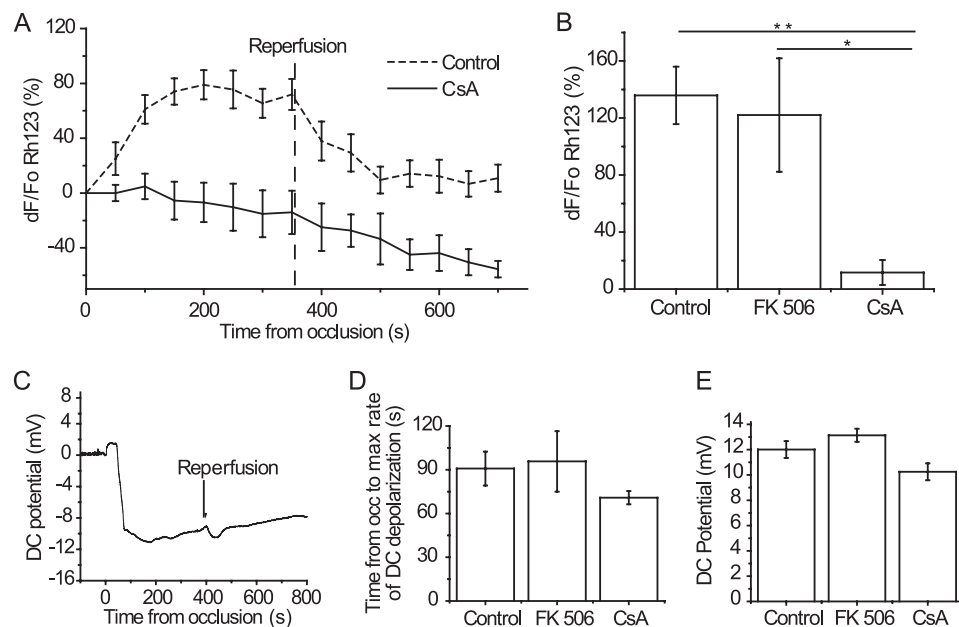 A
dF/Fo Rh123 (%)
120
80
40
0
-40
Reperfusion
Control
CsA
0 200 400 600
Time from occlusion (s)
B
dF/Fo Rh123 (%)
160
120
80
40
0
** 
*
Control FK 506 CsA
C
DC potential (mV)
8
4
0
-4
-8
-12
-16
Reperfusion
0 200 400 600 800
Time from occlusion (s)
D
Time from occ to max rate
of DC depolarization (s)
120
90
60
30
0
Control FK 506 CsA
E
DC Potential (mV)
14
12
10
8
6
4
2
0
Control FK 506 CsA